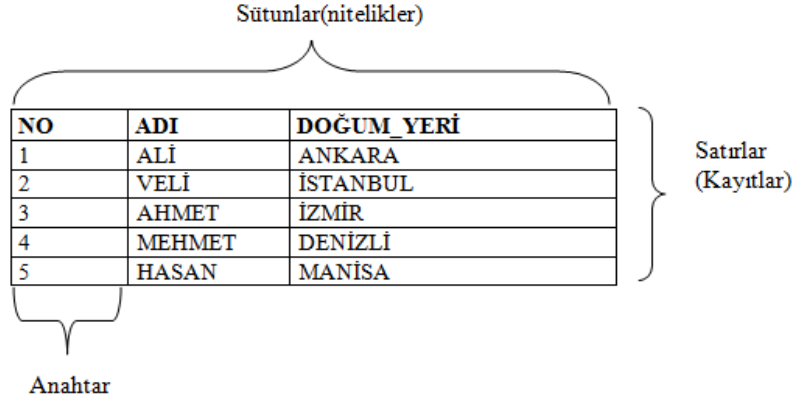 Sütunlar(nitelikler)
NO ADI DOĞUM_YERİ
1 ALİ ANKARA
2 VELİ İSTANBUL
3 AHMET İZMİR
4 MEHMET DENİZLİ
5 HASAN MANİSA
Satırlar
(Kayıtlar)
Anahtar